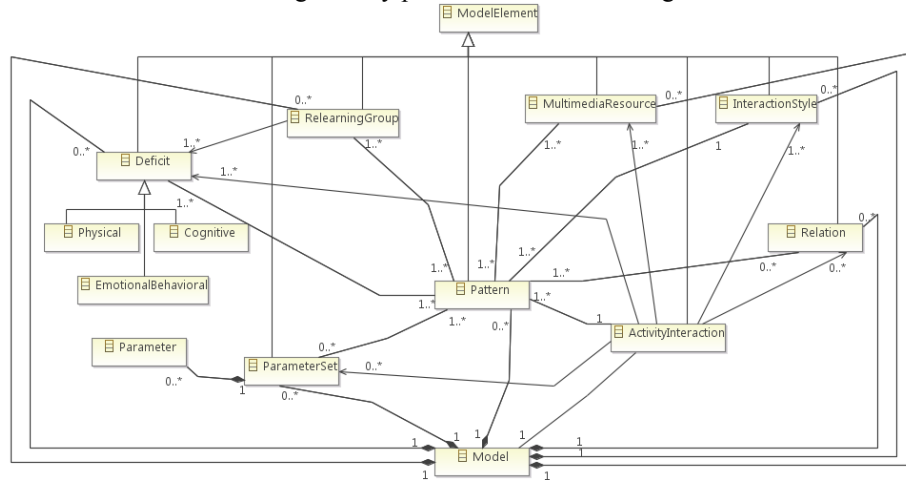 ModelElement
0..*
0..*
0..*
RelearningGroup
MultimediaResource
InteractionStyle
1..*
1..*
1..*
1
1..*
0..*
Deficit
1..*
1..*
0..*
Physical
Cognitive
Relation
1..*
EmotionalBehavioral
1..*
1..*
1..*
0..*
0..*
Pattern
1..*
1..*
1..*
0..*
1
ActivityInteraction
Parameter
0..*
ParameterSet
0..*
0..*
1
0..*
1
1
1
1
1
1
Model
1
1